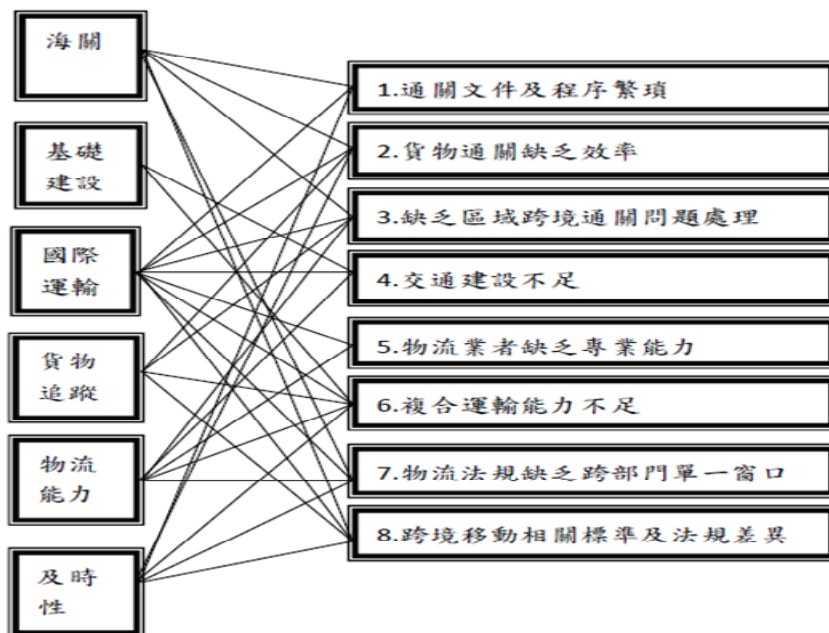 海關
基礎
建設
國際
運輸
貨物
追蹤
物流
能力
及時
性
1.通關文件及程序繁瑣
2.貨物通關缺乏效率
3.缺乏區域跨境通關問題處理
4.交通建設不足
5.物流業者缺乏專業能力
6.複合運輸能力不足
7.物流法規缺乏跨部門單一窗口
8.跨境移動相關標準及法規差異